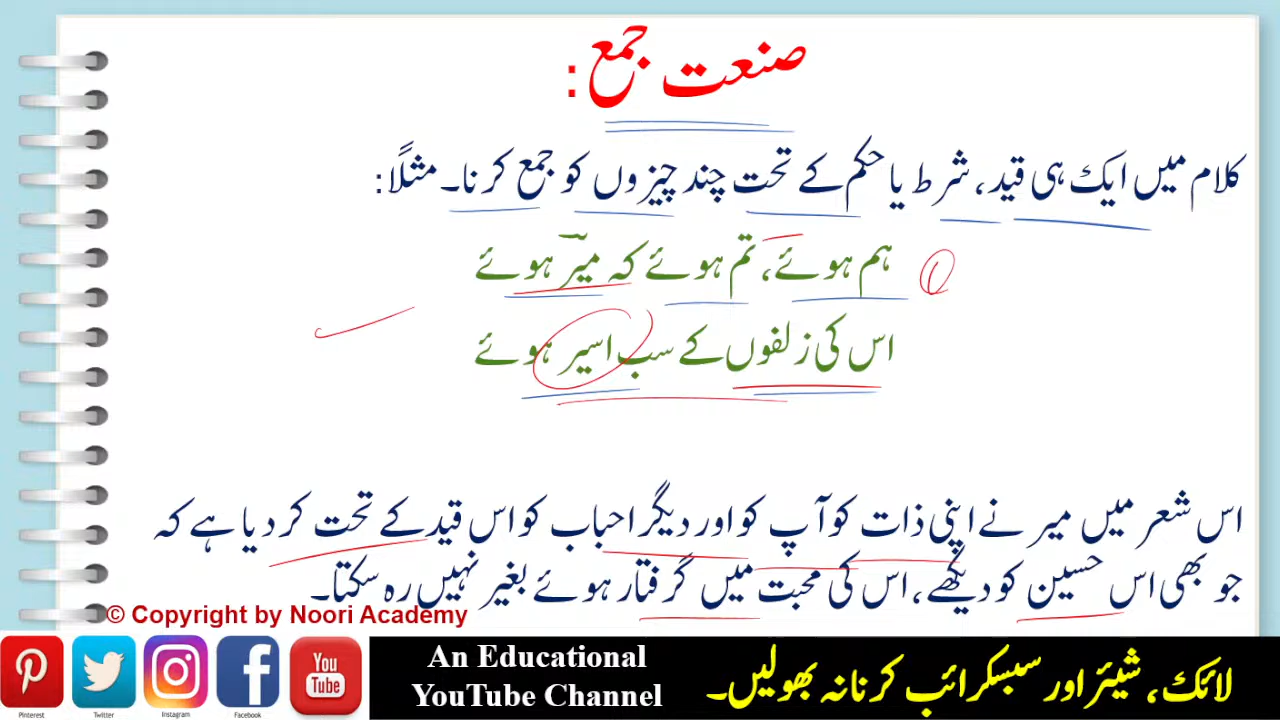 صنعت جمع :
کلام میں ایک ہی قید، شرط یا حکم کے تحت چند چیزوں کو جمع کرنا۔ مثلاً:
ہم ہوئے، تم ہوئے کہ میرؔ ہوئے
اس کی زلفوں کے سب اسیر ہوئے
اس شعر میں میر نے اپنی ذات کو آپ کو اور دیگر احباب کو اس قید کے تحت کر دیا ہے کہ
جو بھی اس حسین کو دیکھے، اس کی محبت میں گرفتار ہوئے بغیر نہیں رہ سکتا۔
© Copyright by Noori Academy
You
Tube
Pinterest Twitter Instagram Facebook
An Educational
YouTube Channel
لائک، شیئر اور سبسکرائب کرنا نہ بھولیں۔